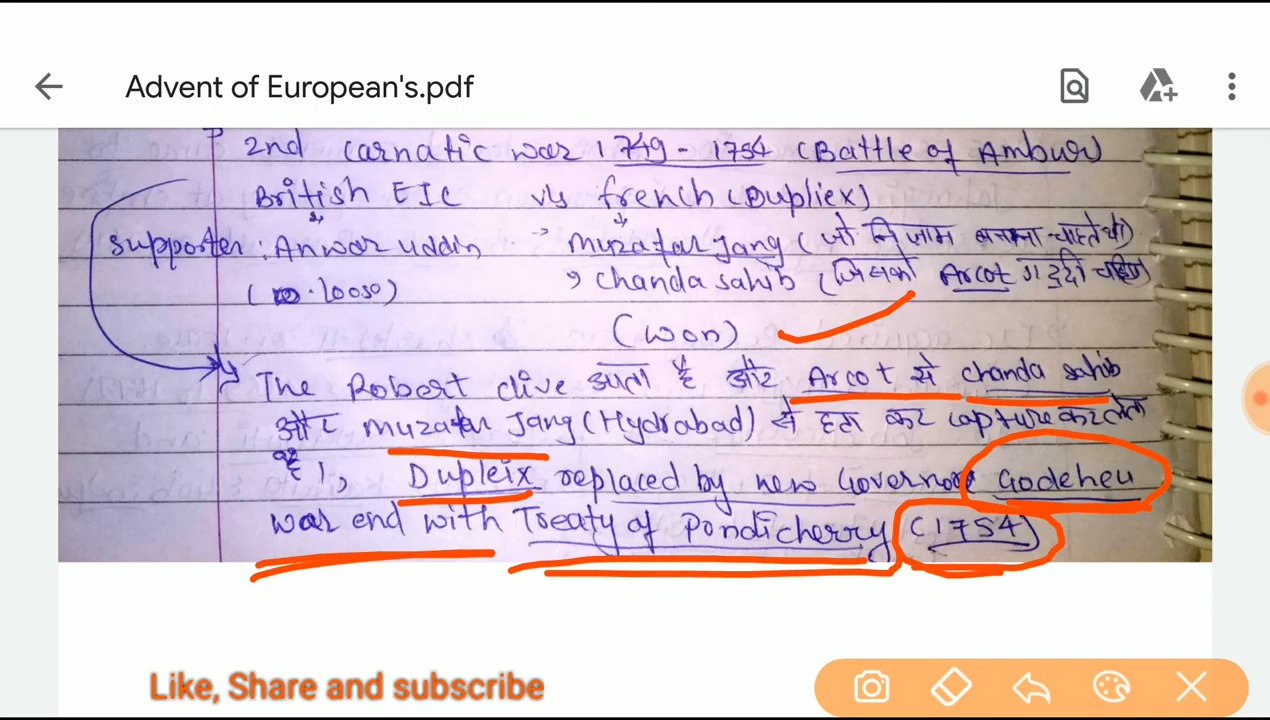 Advent of European's.pdf
2nd Carnatic war 1749 - 1754 (Battle of Ambur)
British EIC vs french (Dupliex)
supporter : Anwar uddin → muzafar jang (जो निजाम बनना चाहते थी)
→ chanda sahib (जिसको Arcot गद्दी चाहिए)
(won)
The Robert clive आता है और Arcot से chanda sahib
और muzafar Jang (Hydrabad) से हटा कर capture कर लेता
है।, Dupleix replaced by new Governor Godeheu
war end with Treaty of Pondicherry (1754)
Like, Share and subscribe